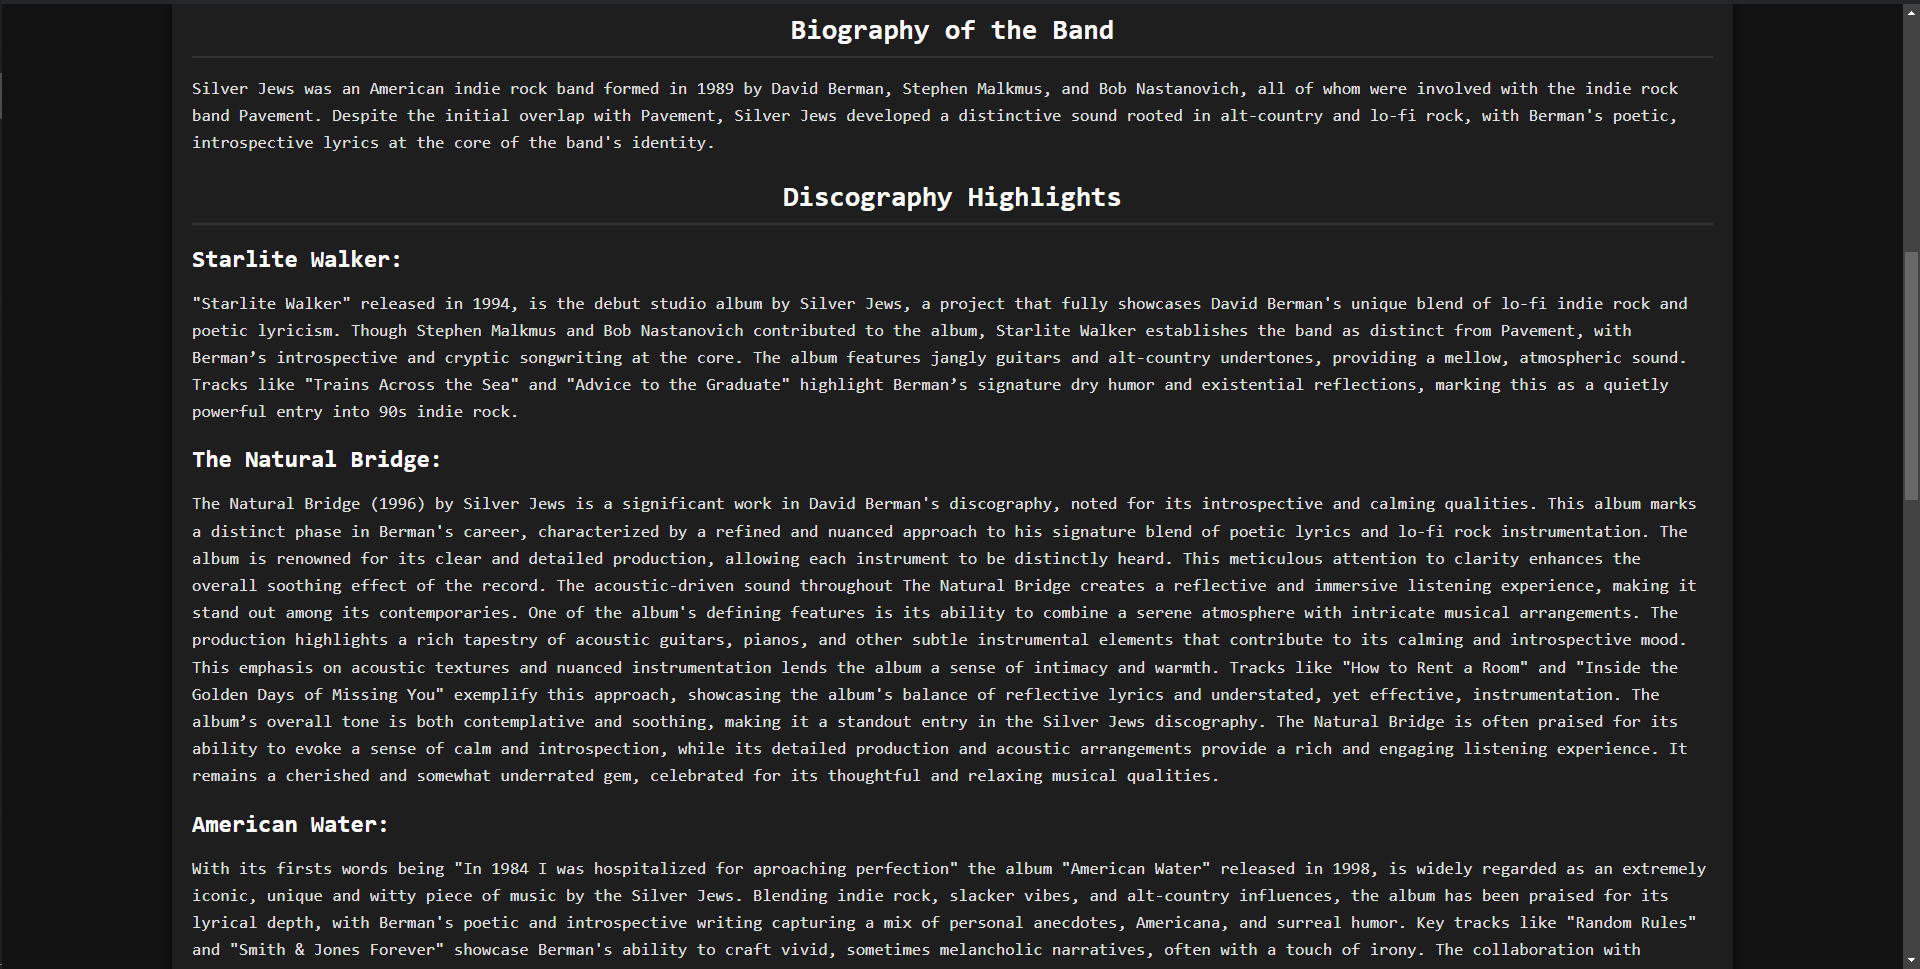 Biography of the Band
Silver Jews was an American indie rock band formed in 1989 by David Berman, Stephen Malkmus, and Bob Nastanovich, all of whom were involved with the indie rock
band Pavement. Despite the initial overlap with Pavement, Silver Jews developed a distinctive sound rooted in alt-country and lo-fi rock, with Berman's poetic,
introspective lyrics at the core of the band's identity.
Discography Highlights
Starlite Walker:
"Starlite Walker" released in 1994, is the debut studio album by Silver Jews, a project that fully showcases David Berman's unique blend of lo-fi indie rock and
poetic lyricism. Though Stephen Malkmus and Bob Nastanovich contributed to the album, Starlite Walker establishes the band as distinct from Pavement, with
Berman’s introspective and cryptic songwriting at the core. The album features jangly guitars and alt-country undertones, providing a mellow, atmospheric sound.
Tracks like "Trains Across the Sea" and "Advice to the Graduate" highlight Berman’s signature dry humor and existential reflections, marking this as a quietly
powerful entry into 90s indie rock.
The Natural Bridge:
The Natural Bridge (1996) by Silver Jews is a significant work in David Berman's discography, noted for its introspective and calming qualities. This album marks
a distinct phase in Berman's career, characterized by a refined and nuanced approach to his signature blend of poetic lyrics and lo-fi rock instrumentation. The
album is renowned for its clear and detailed production, allowing each instrument to be distinctly heard. This meticulous attention to clarity enhances the
overall soothing effect of the record. The acoustic-driven sound throughout The Natural Bridge creates a reflective and immersive listening experience, making it
stand out among its contemporaries. One of the album's defining features is its ability to combine a serene atmosphere with intricate musical arrangements. The
production highlights a rich tapestry of acoustic guitars, pianos, and other subtle instrumental elements that contribute to its calming and introspective mood.
This emphasis on acoustic textures and nuanced instrumentation lends the album a sense of intimacy and warmth. Tracks like "How to Rent a Room" and "Inside the
Golden Days of Missing You" exemplify this approach, showcasing the album's balance of reflective lyrics and understated, yet effective, instrumentation. The
album’s overall tone is both contemplative and soothing, making it a standout entry in the Silver Jews discography. The Natural Bridge is often praised for its
ability to evoke a sense of calm and introspection, while its detailed production and acoustic arrangements provide a rich and engaging listening experience. It
remains a cherished and somewhat underrated gem, celebrated for its thoughtful and relaxing musical qualities.
American Water:
With its firsts words being "In 1984 I was hospitalized for aproaching perfection" the album "American Water" released in 1998, is widely regarded as an extremely
iconic, unique and witty piece of music by the Silver Jews. Blending indie rock, slacker vibes, and alt-country influences, the album has been praised for its
lyrical depth, with Berman's poetic and introspective writing capturing a mix of personal anecdotes, Americana, and surreal humor. Key tracks like "Random Rules"
and "Smith & Jones Forever" showcase Berman's ability to craft vivid, sometimes melancholic narratives, often with a touch of irony. The collaboration with